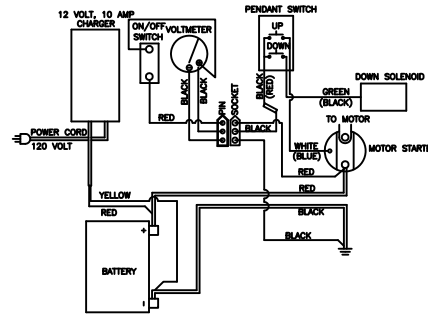 12 VOLT, 10 AMP
CHARGER
ON/OFF
SWITCH
VOLTMETER
PENDANT SWITCH
UP
DOWN
BLACK
BLACK
BLACK
(RED)
DOWN SOLENOID
GREEN
(BLACK)
PIN
SOCKET
RED
BLACK
TO MOTOR
POWER CORD
120 VOLT
WHITE
(BLUE)
MOTOR STARTE
RED
RED
YELLOW
RED
BLACK
BLACK
+
BATTERY
-